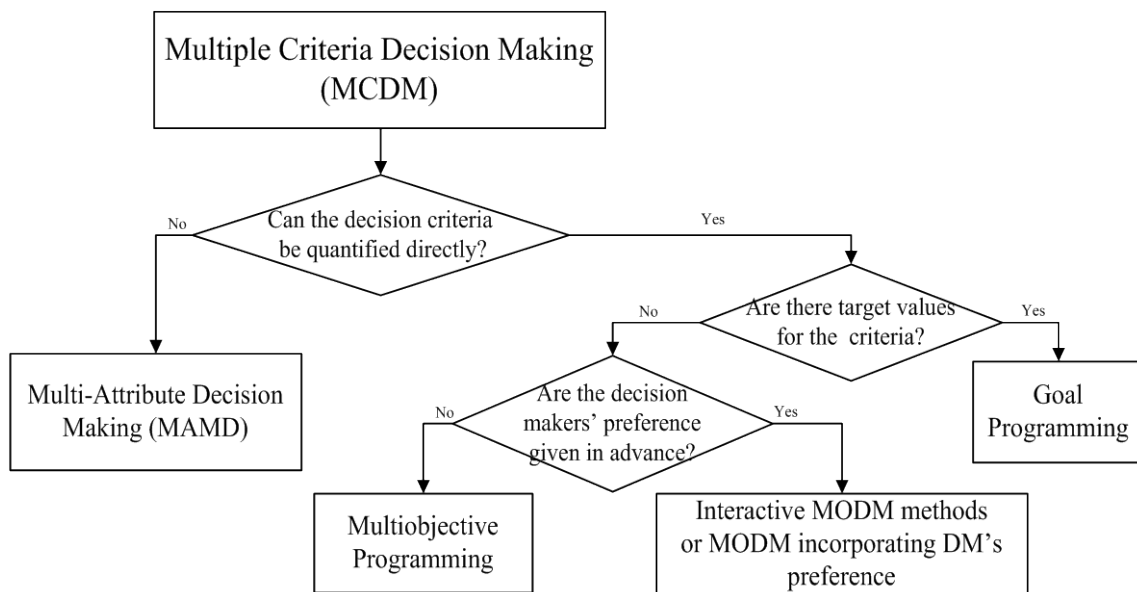 Multiple Criteria Decision Making
(MCDM)
Can the decision criteria
be quantified directly?
No
Yes
Are there target values
for the  criteria?
No
Yes
Multi-Attribute Decision
Making (MAMD)
Are the decision
makers’ preference
given in advance?
No
Yes
Goal
Programming
Multiobjective
Programming
Interactive MODM methods
or MODM incorporating DM’s
preference